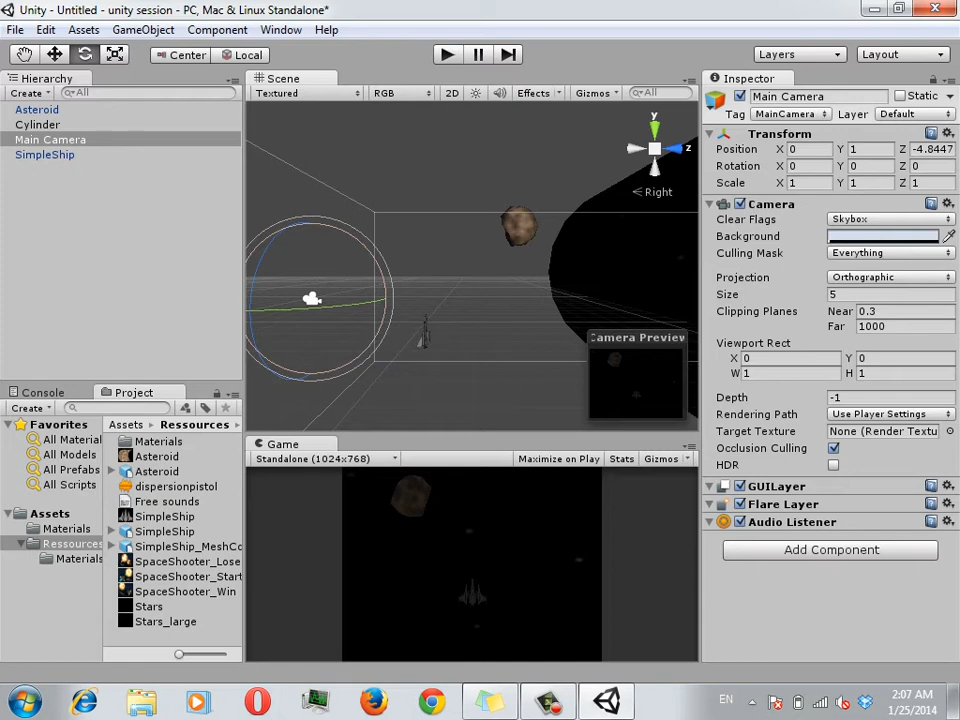 Unity - Untitled - unity session - PC, Mac & Linux Standalone*
File Edit Assets GameObject Component Window Help
Center Local Layers Layout
Hierarchy
Create All
Asteroid
Cylinder
Main Camera
SimpleShip
Scene
Textured RGB 2D Effects Gizmos All
y
z
Right
Camera Preview
Game
Standalone (1024x768) Maximize on Play Stats Gizmos
Console Project
Create
Favorites
All Material
All Models
All Prefabs
All Scripts
Assets
Materials
Ressources
Materials
Assets Ressources
Materials
Asteroid
Asteroid
dispersionpistol
Free sounds
SimpleShip
SimpleShip
SimpleShip_MeshCo
SpaceShooter_Lose
SpaceShooter_Start
SpaceShooter_Win
Stars
Stars_large
Inspector
Main Camera Static
Tag MainCamera Layer Default
Transform
Position X 0 Y 1 Z -4.8447
Rotation X 0 Y 0 Z 0
Scale X 1 Y 1 Z 1
Camera
Clear Flags Skybox
Background
Culling Mask Everything
Projection Orthographic
Size 5
Clipping Planes Near 0.3
Far 1000
Viewport Rect
X 0 Y 0
W 1 H 1
Depth -1
Rendering Path Use Player Settings
Target Texture None (Render Textu
Occlusion Culling
HDR
GUILayer
Flare Layer
Audio Listener
Add Component
EN
2:07 AM
1/25/2014